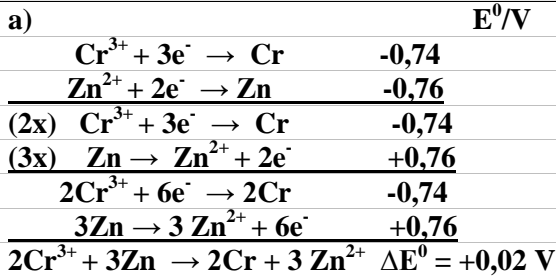 a) E⁰/V
Cr³⁺ + 3e⁻ → Cr -0,74
Zn²⁺ + 2e⁻ → Zn -0,76
(2x) Cr³⁺ + 3e⁻ → Cr -0,74
(3x) Zn → Zn²⁺ + 2e⁻ +0,76
2Cr³⁺ + 6e⁻ → 2Cr -0,74
3Zn → 3 Zn²⁺ + 6e⁻ +0,76
2Cr³⁺ + 3Zn → 2Cr + 3 Zn²⁺ ΔE⁰ = +0,02 V